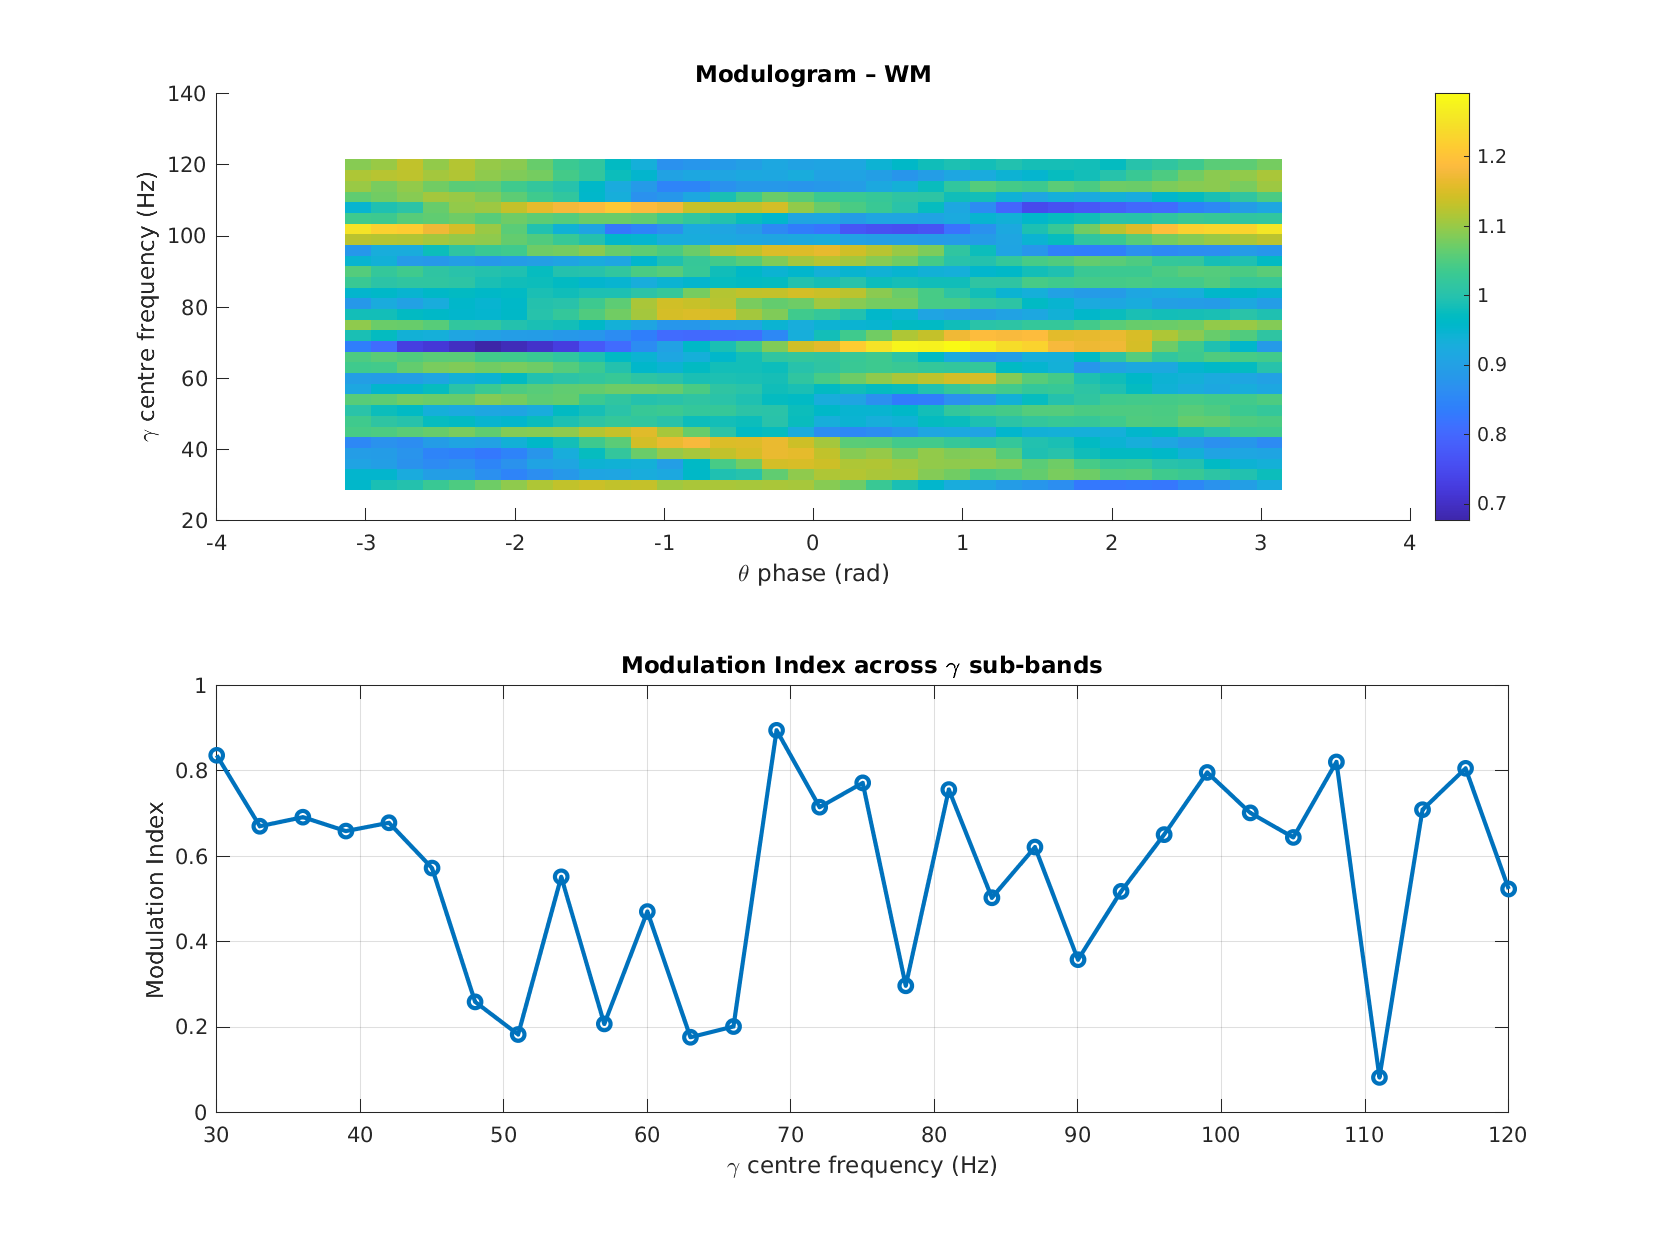 Modulogram – WM
140
120
100
80
60
40
20
γ centre frequency (Hz)
-4 -3 -2 -1 0 1 2 3 4
θ phase (rad)
1.2
1.1
1
0.9
0.8
0.7
Modulation Index across γ sub-bands
1
0.8
0.6
0.4
0.2
0
Modulation Index
30 40 50 60 70 80 90 100 110 120
γ centre frequency (Hz)